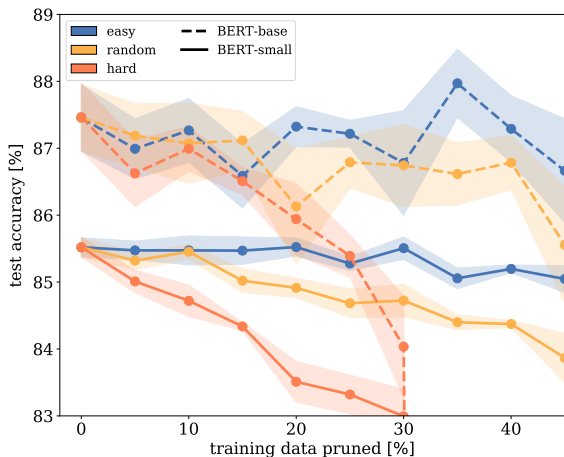 89
88
87
86
85
84
83
test accuracy [%]
easy
random
hard
BERT-base
BERT-small
0
10
20
30
40
training data pruned [%]